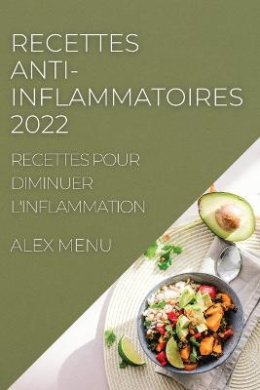 RECETTES
ANTI-
INFLAMMATOIRES
2022
RECETTES POUR
DIMINUER
L'INFLAMMATION
ALEX MENU